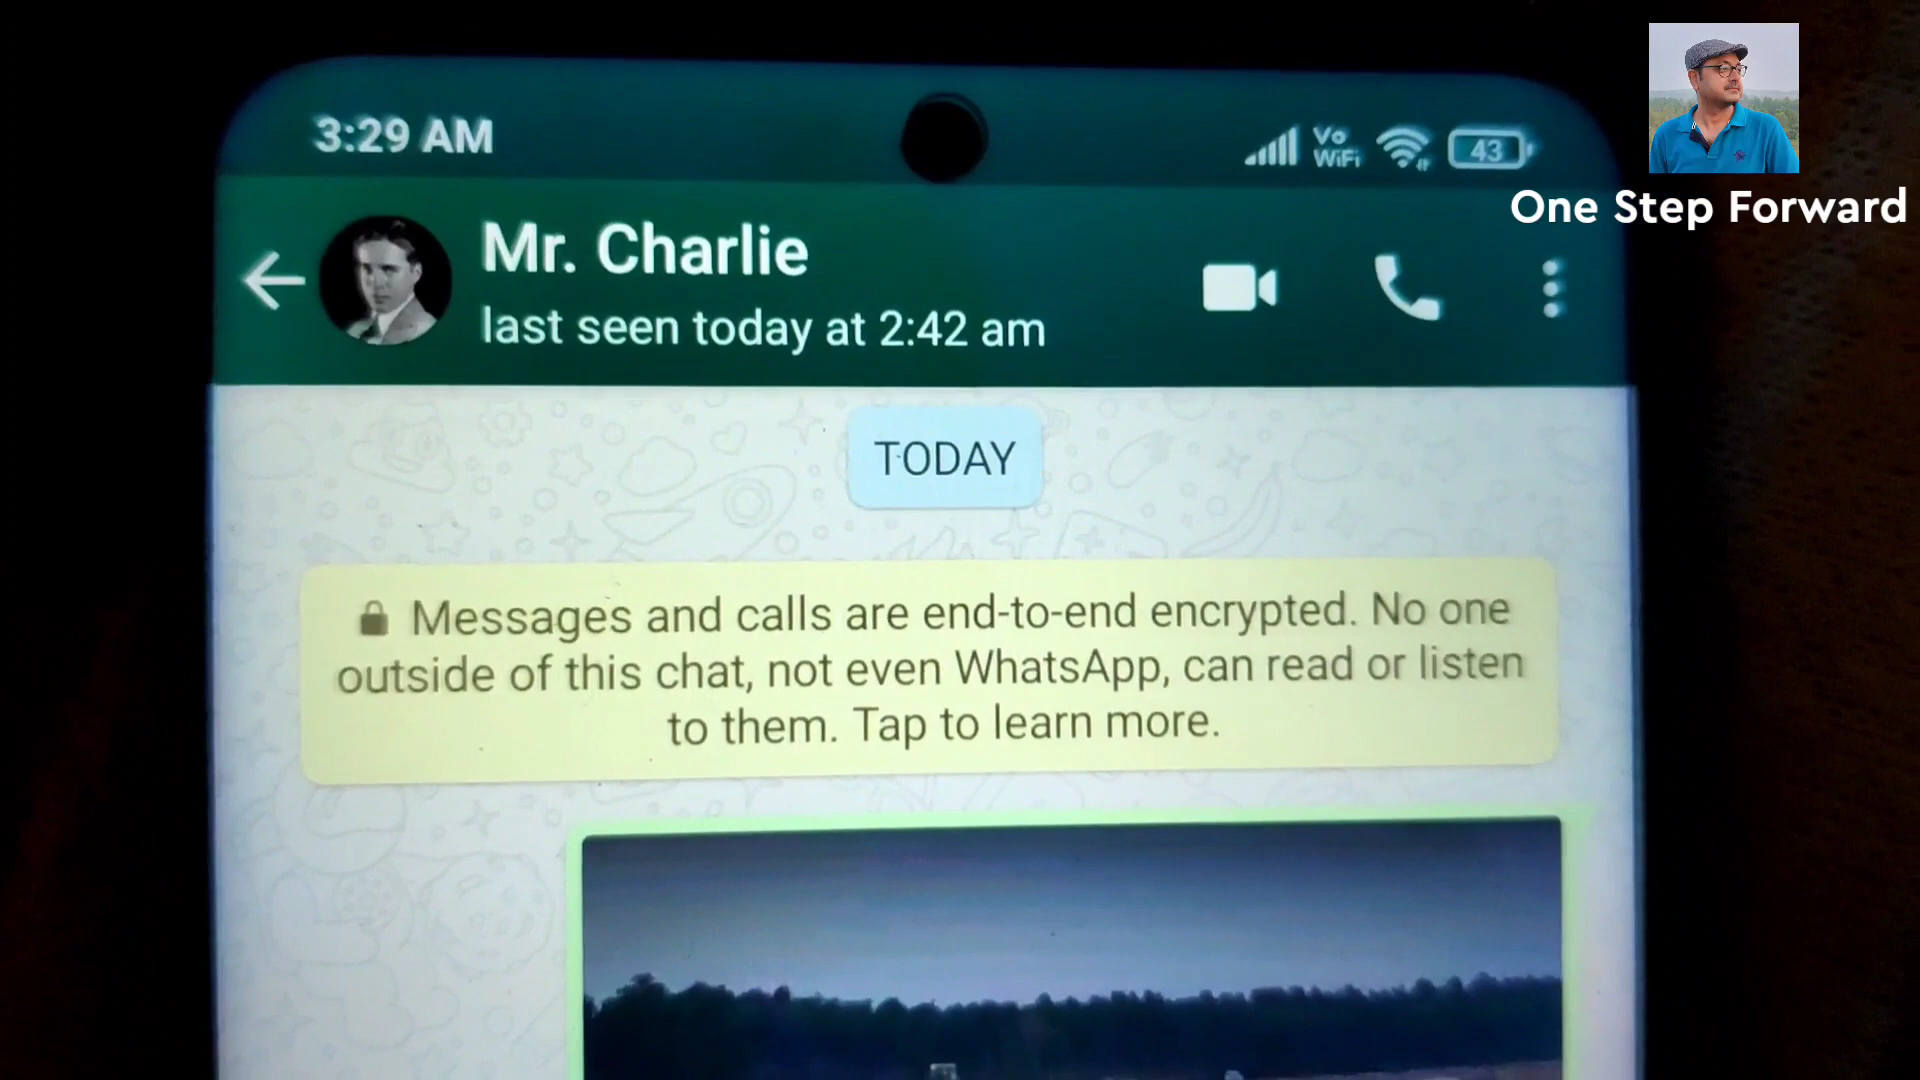 3:29 AM
Vo
WiFi
43
One Step Forward
Mr. Charlie
last seen today at 2:42 am
TODAY
Messages and calls are end-to-end encrypted. No one
outside of this chat, not even WhatsApp, can read or listen
to them. Tap to learn more.